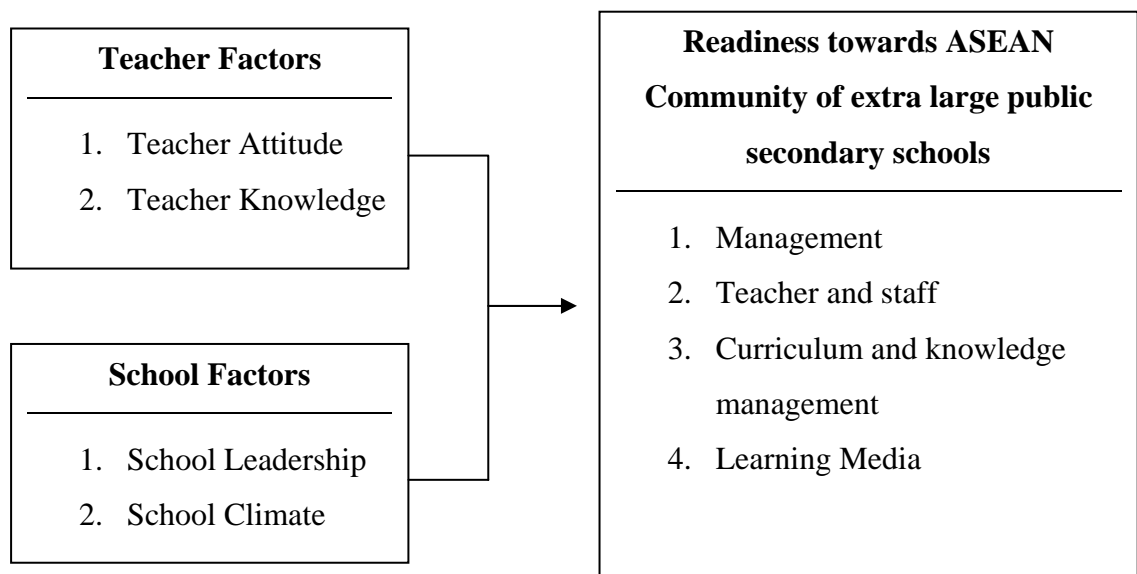 Teacher Factors
1. Teacher Attitude
2. Teacher Knowledge
School Factors
1. School Leadership
2. School Climate
Readiness towards ASEAN
Community of extra large public
secondary schools
1. Management
2. Teacher and staff
3. Curriculum and knowledge
management
4. Learning Media